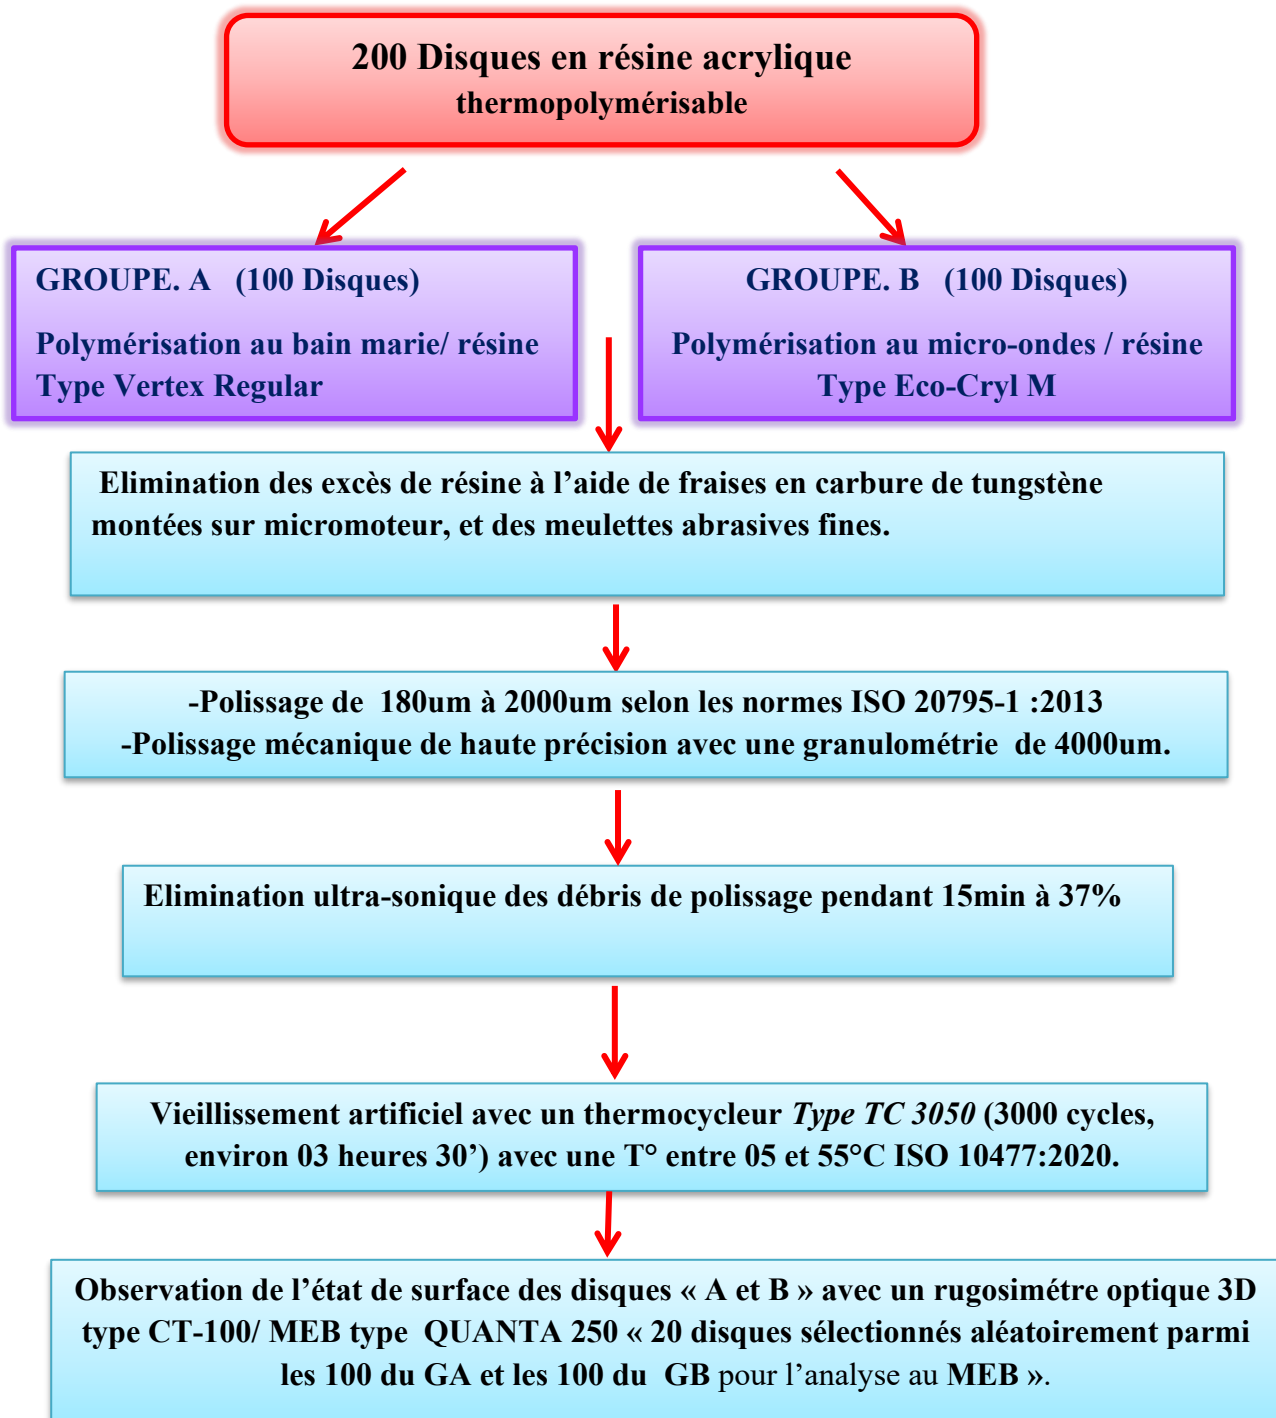 200 Disques en résine acrylique
thermopolymérisable
GROUPE. A (100 Disques)
Polymérisation au bain marie/ résine
Type Vertex Regular
GROUPE. B (100 Disques)
Polymérisation au micro-ondes / résine
Type Eco-Cryl M
Elimination des excès de résine à l’aide de fraises en carbure de tungstène
montées sur micromoteur, et des meulettes abrasives fines.
-Polissage de 180um à 2000um selon les normes ISO 20795-1 :2013
-Polissage mécanique de haute précision avec une granulométrie de 4000um.
Elimination ultra-sonique des débris de polissage pendant 15min à 37%
Vieillissement artificiel avec un thermocycleur Type TC 3050 (3000 cycles,
environ 03 heures 30’) avec une T° entre 05 et 55°C ISO 10477:2020.
Observation de l’état de surface des disques « A et B » avec un rugosimétre optique 3D
type CT-100/ MEB type QUANTA 250 « 20 disques sélectionnés aléatoirement parmi
les 100 du GA et les 100 du GB pour l’analyse au MEB ».